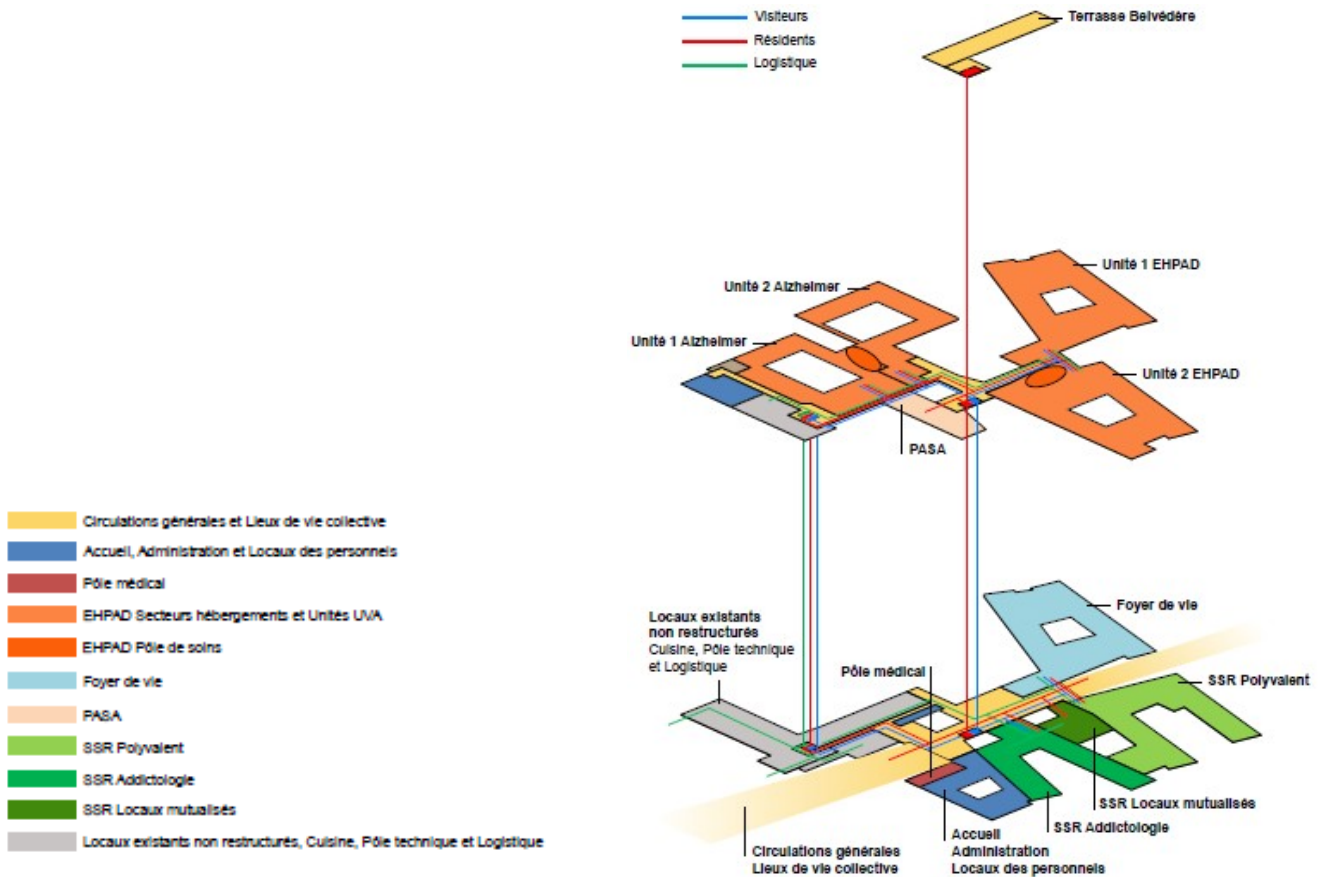 Visiteurs
Résidents
Logistique
Terrasse Belvédère
Unité 1 EHPAD
Unité 2 Alzheimer
Unité 1 Alzheimer
Unité 2 EHPAD
PASA
Circulations générales et Lieux de vie collective
Accueil, Administration et Locaux des personnels
Pôle médical
EHPAD Secteurs hébergements et Unités UVA
EHPAD Pôle de soins
Foyer de vie
PASA
SSR Polyvalent
SSR Addictologie
SSR Locaux mutualisés
Locaux existants non restructurés, Cuisine, Pôle technique et Logistique
Foyer de vie
Locaux existants
non restructurés
Cuisine, Pôle technique
et Logistique
Pôle médical
SSR Polyvalent
SSR Locaux mutualisés
SSR Addictologie
Accueil
Administration
Locaux des personnels
Circulations générales
Lieux de vie collective